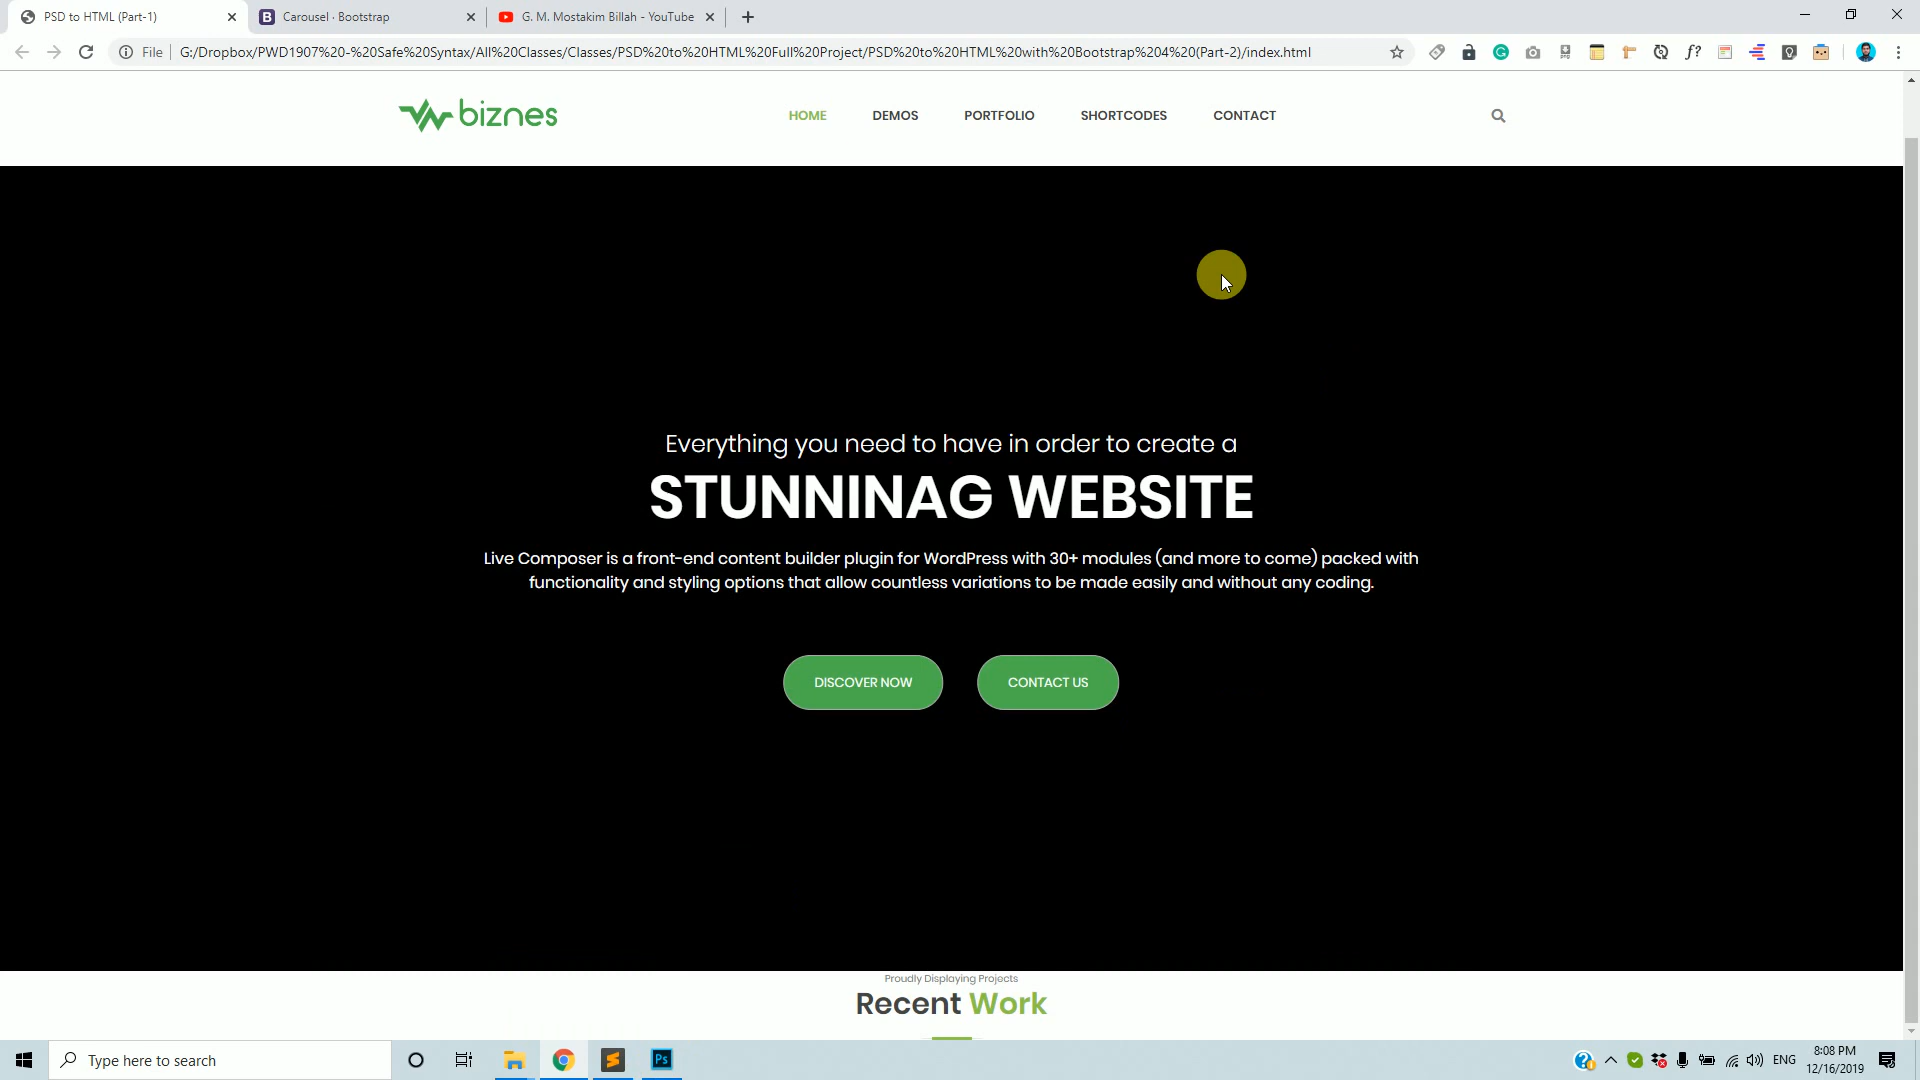 PSD to HTML (Part-1)
Carousel · Bootstrap
G. M. Mostakim Billah - YouTube
File
G:/Dropbox/PWD1907%20-%20Safe%20Syntax/All%20Classes/Classes/PSD%20to%20HTML%20Full%20Project/PSD%20to%20HTML%20with%20Bootstrap%204%20(Part-2)/index.html
biznes
HOME
DEMOS
PORTFOLIO
SHORTCODES
CONTACT
Everything you need to have in order to create a
STUNNINAG WEBSITE
Live Composer is a front-end content builder plugin for WordPress with 30+ modules (and more to come) packed with
functionality and styling options that allow countless variations to be made easily and without any coding.
DISCOVER NOW
CONTACT US
Proudly Displaying Projects
Recent Work
Type here to search
Ps
ENG
8:08 PM
12/16/2019